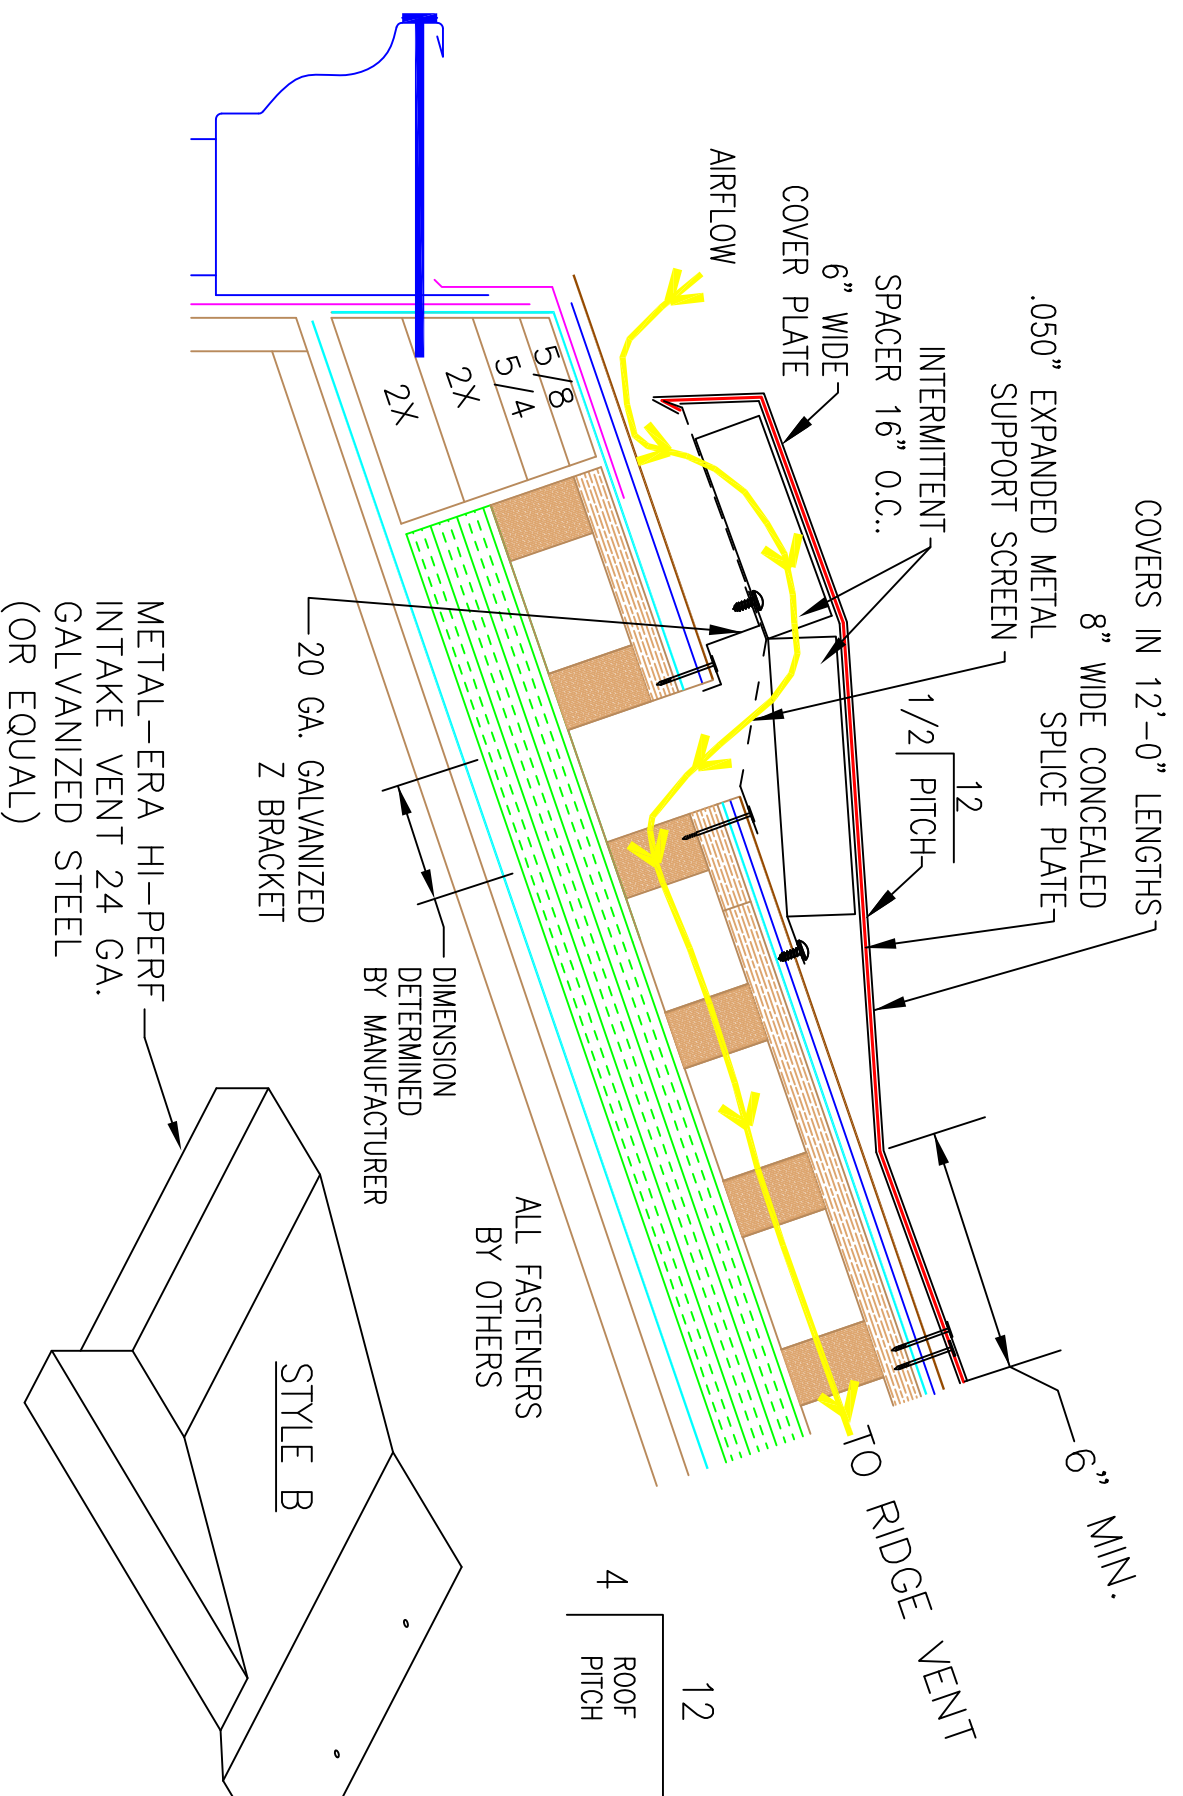 COVERS IN 12'-0" LENGTHS
8" WIDE CONCEALED
SPLICE PLATE
12
1/2
PITCH
.050" EXPANDED METAL
SUPPORT SCREEN
INTERMITTENT
SPACER 16" O.C..
6" WIDE
COVER PLATE
AIRFLOW
6" MIN.
TO RIDGE VENT
5/8
5/4
2X
2X
20 GA. GALVANIZED
Z BRACKET
DIMENSION
DETERMINED
BY MANUFACTURER
ALL FASTENERS
BY OTHERS
12
4
ROOF
PITCH
METAL-ERA HI-PERF
INTAKE VENT 24 GA.
GALVANIZED STEEL
(OR EQUAL)
STYLE B